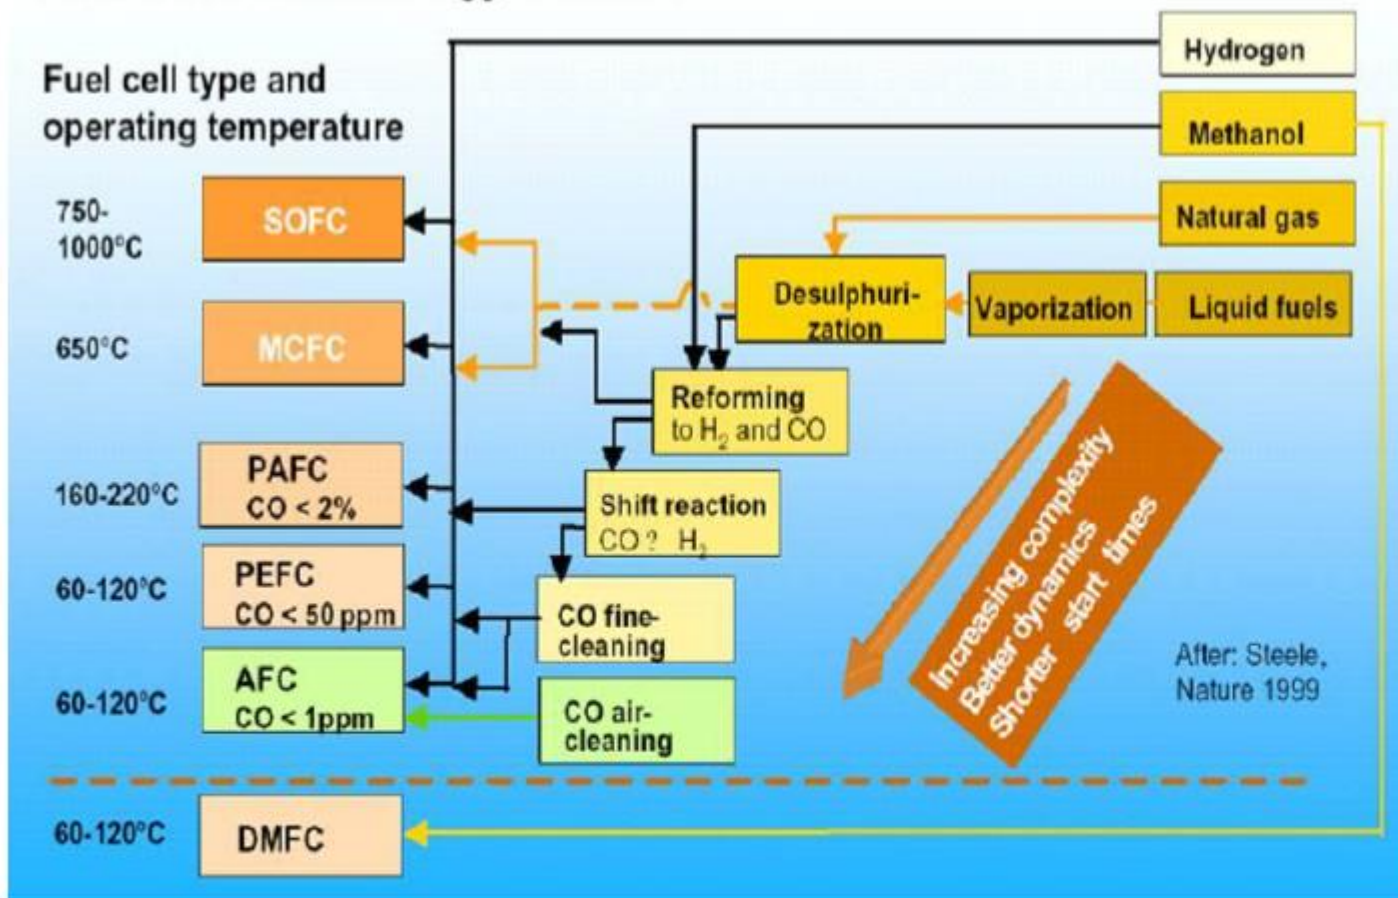 Hydrogen
Fuel cell type and
operating temperature
Methanol
750-
1000°C
SOFC
Natural gas
Desulphuri-
zation
Vaporization
Liquid fuels
650°C
MCFC
Reforming
to H₂ and CO
160-220°C
PAFC
CO < 2%
Shift reaction
CO ? H₂
60-120°C
PEFC
CO < 50 ppm
CO fine-
cleaning
Increasing complexity
Better dynamics
Shorter start times
After: Steele,
Nature 1999
60-120°C
AFC
CO < 1ppm
CO air-
cleaning
60-120°C
DMFC